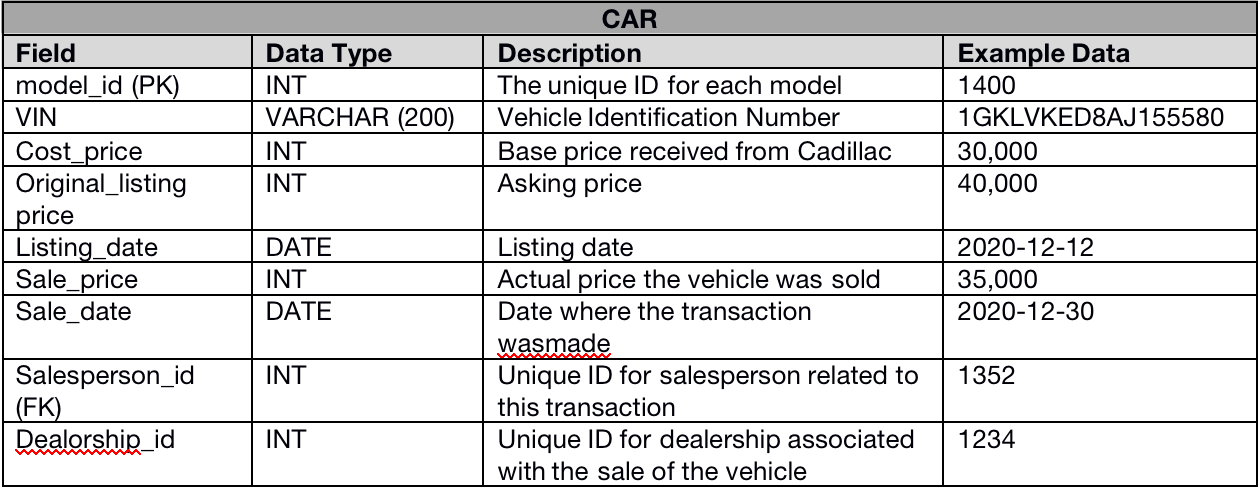 CAR
Field Data Type Description Example Data
model_id (PK) INT The unique ID for each model 1400
VIN VARCHAR (200) Vehicle Identification Number 1GKLVKED8AJ155580
Cost_price INT Base price received from Cadillac 30,000
Original_listing INT Asking price 40,000
price
Listing_date DATE Listing date 2020-12-12
Sale_price INT Actual price the vehicle was sold 35,000
Sale_date DATE Date where the transaction 2020-12-30
wasmade
Salesperson_id INT Unique ID for salesperson related to 1352
(FK) this transaction
Dealorship_id INT Unique ID for dealership associated 1234
with the sale of the vehicle